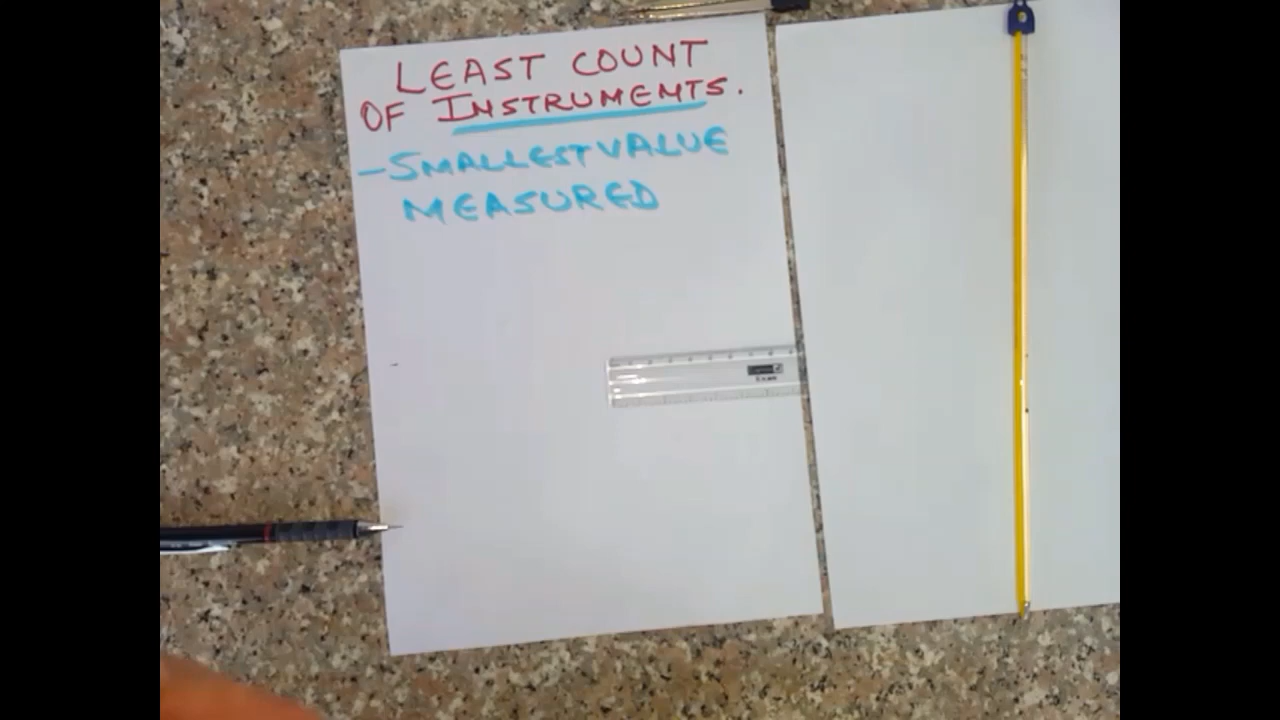 LEAST COUNT
OF INSTRUMENTS.
- SMALLEST VALUE
MEASURED